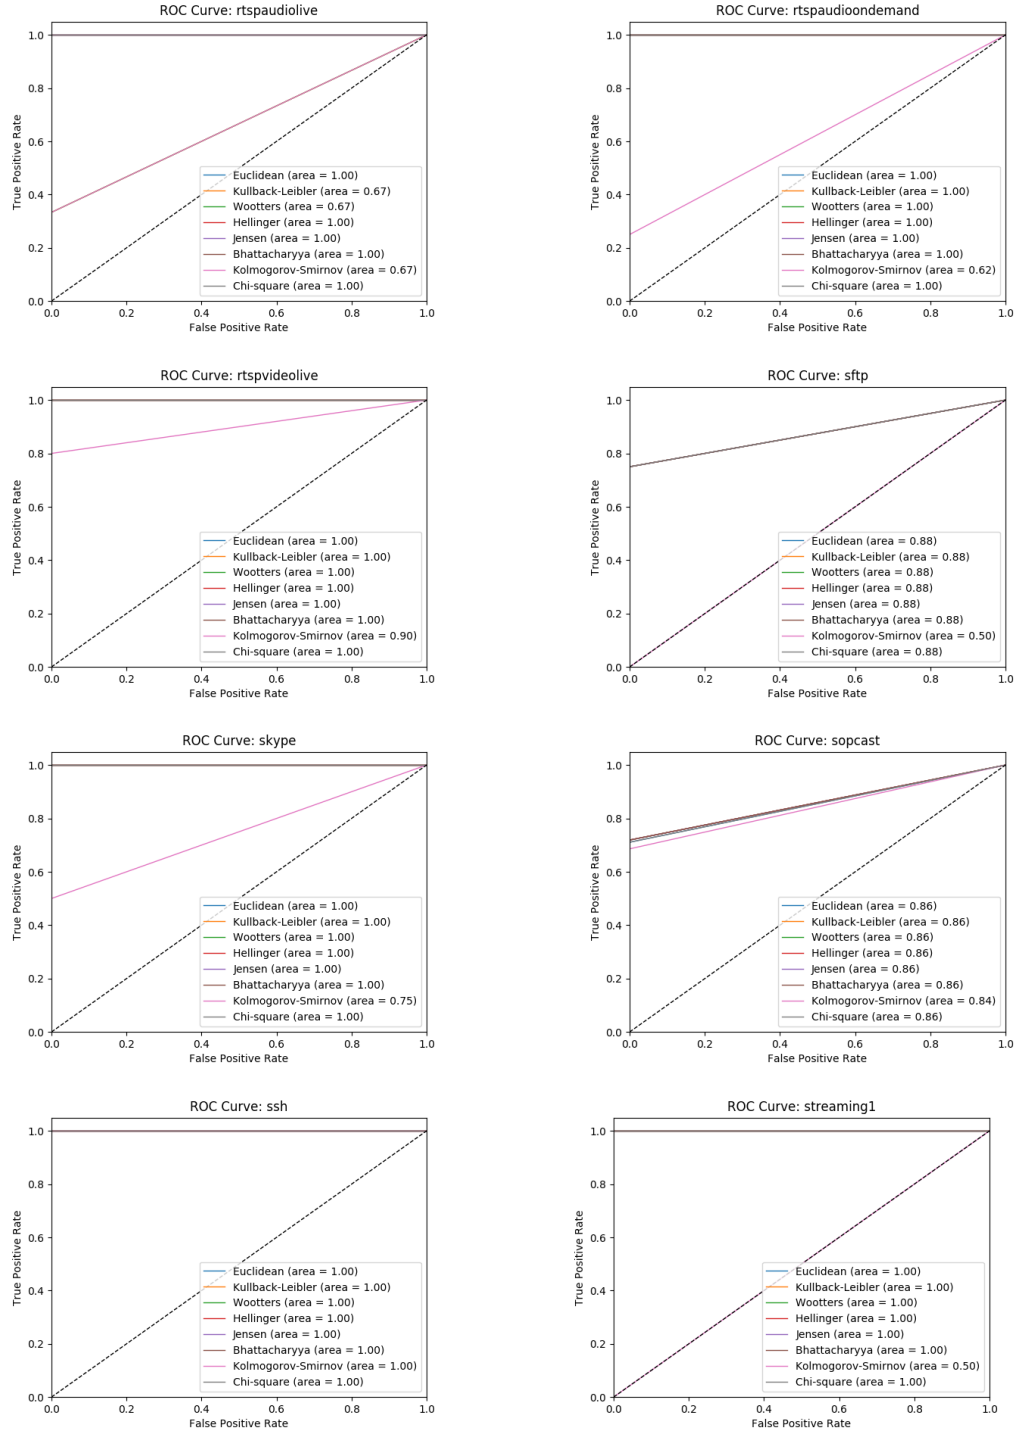 ROC Curve: rtspaudiolive
True Positive Rate
1.0
0.8
0.6
0.4
0.2
0.0
Euclidean (area = 1.00)
Kullback-Leibler (area = 0.67)
Wootters (area = 0.67)
Hellinger (area = 1.00)
Jensen (area = 1.00)
Bhattacharyya (area = 1.00)
Kolmogorov-Smirnov (area = 0.67)
Chi-square (area = 1.00)
0.0 0.2 0.4 0.6 0.8 1.0
False Positive Rate
ROC Curve: rtspaudioondemand
True Positive Rate
1.0
0.8
0.6
0.4
0.2
0.0
Euclidean (area = 1.00)
Kullback-Leibler (area = 1.00)
Wootters (area = 1.00)
Hellinger (area = 1.00)
Jensen (area = 1.00)
Bhattacharyya (area = 1.00)
Kolmogorov-Smirnov (area = 0.62)
Chi-square (area = 1.00)
0.0 0.2 0.4 0.6 0.8 1.0
False Positive Rate
ROC Curve: rtspvideolive
True Positive Rate
1.0
0.8
0.6
0.4
0.2
0.0
Euclidean (area = 1.00)
Kullback-Leibler (area = 1.00)
Wootters (area = 1.00)
Hellinger (area = 1.00)
Jensen (area = 1.00)
Bhattacharyya (area = 1.00)
Kolmogorov-Smirnov (area = 0.90)
Chi-square (area = 1.00)
0.0 0.2 0.4 0.6 0.8 1.0
False Positive Rate
ROC Curve: sftp
True Positive Rate
1.0
0.8
0.6
0.4
0.2
0.0
Euclidean (area = 0.88)
Kullback-Leibler (area = 0.88)
Wootters (area = 0.88)
Hellinger (area = 0.88)
Jensen (area = 0.88)
Bhattacharyya (area = 0.88)
Kolmogorov-Smirnov (area = 0.50)
Chi-square (area = 0.88)
0.0 0.2 0.4 0.6 0.8 1.0
False Positive Rate
ROC Curve: skype
True Positive Rate
1.0
0.8
0.6
0.4
0.2
0.0
Euclidean (area = 1.00)
Kullback-Leibler (area = 1.00)
Wootters (area = 1.00)
Hellinger (area = 1.00)
Jensen (area = 1.00)
Bhattacharyya (area = 1.00)
Kolmogorov-Smirnov (area = 0.75)
Chi-square (area = 1.00)
0.0 0.2 0.4 0.6 0.8 1.0
False Positive Rate
ROC Curve: sopcast
True Positive Rate
1.0
0.8
0.6
0.4
0.2
0.0
Euclidean (area = 0.86)
Kullback-Leibler (area = 0.86)
Wootters (area = 0.86)
Hellinger (area = 0.86)
Jensen (area = 0.86)
Bhattacharyya (area = 0.86)
Kolmogorov-Smirnov (area = 0.84)
Chi-square (area = 0.86)
0.0 0.2 0.4 0.6 0.8 1.0
False Positive Rate
ROC Curve: ssh
True Positive Rate
1.0
0.8
0.6
0.4
0.2
0.0
Euclidean (area = 1.00)
Kullback-Leibler (area = 1.00)
Wootters (area = 1.00)
Hellinger (area = 1.00)
Jensen (area = 1.00)
Bhattacharyya (area = 1.00)
Kolmogorov-Smirnov (area = 1.00)
Chi-square (area = 1.00)
0.0 0.2 0.4 0.6 0.8 1.0
False Positive Rate
ROC Curve: streaming1
True Positive Rate
1.0
0.8
0.6
0.4
0.2
0.0
Euclidean (area = 1.00)
Kullback-Leibler (area = 1.00)
Wootters (area = 1.00)
Hellinger (area = 1.00)
Jensen (area = 1.00)
Bhattacharyya (area = 1.00)
Kolmogorov-Smirnov (area = 0.50)
Chi-square (area = 1.00)
0.0 0.2 0.4 0.6 0.8 1.0
False Positive Rate